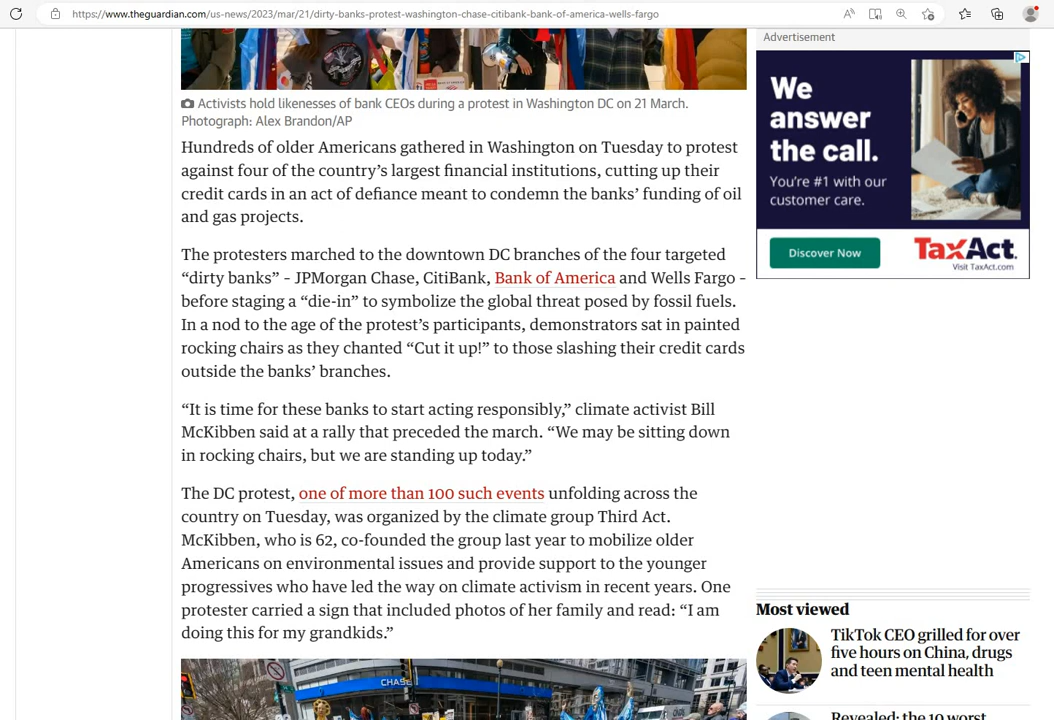 https://www.theguardian.com/us-news/2023/mar/21/dirty-banks-protest-washington-chase-citibank-bank-of-america-wells-fargo
Activists hold likenesses of bank CEOs during a protest in Washington DC on 21 March.
Photograph: Alex Brandon/AP
Hundreds of older Americans gathered in Washington on Tuesday to protest
against four of the country’s largest financial institutions, cutting up their
credit cards in an act of defiance meant to condemn the banks’ funding of oil
and gas projects.
The protesters marched to the downtown DC branches of the four targeted
“dirty banks” – JPMorgan Chase, CitiBank, Bank of America and Wells Fargo –
before staging a “die-in” to symbolize the global threat posed by fossil fuels.
In a nod to the age of the protest’s participants, demonstrators sat in painted
rocking chairs as they chanted “Cut it up!” to those slashing their credit cards
outside the banks’ branches.
“It is time for these banks to start acting responsibly,” climate activist Bill
McKibben said at a rally that preceded the march. “We may be sitting down
in rocking chairs, but we are standing up today.”
The DC protest, one of more than 100 such events unfolding across the
country on Tuesday, was organized by the climate group Third Act.
McKibben, who is 62, co-founded the group last year to mobilize older
Americans on environmental issues and provide support to the younger
progressives who have led the way on climate activism in recent years. One
protester carried a sign that included photos of her family and read: “I am
doing this for my grandkids.”
CHASE
Advertisement
We
answer
the call.
You’re #1 with our
customer care.
Discover Now
TaxAct.
Visit TaxAct.com
Most viewed
TikTok CEO grilled for over
five hours on China, drugs
and teen mental health
Revealed: the 10 worst